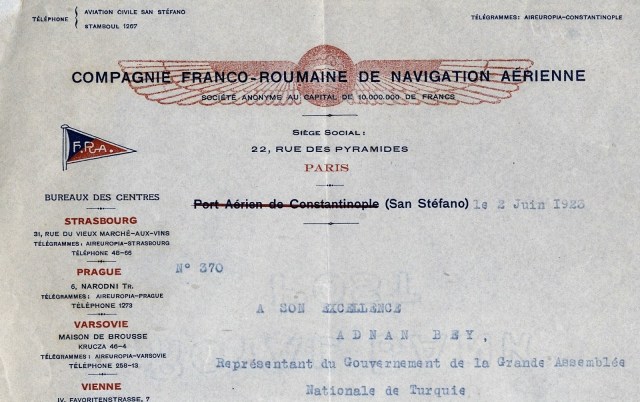 TÉLÉPHONE
AVIATION CIVILE SAN STÉFANO
STAMBOUL 1267
TÉLÉGRAMMES: AIREUROPIA-CONSTANTINOPLE
COMPAGNIE FRANCO-ROUMAINE DE NAVIGATION AÉRIENNE
SOCIÉTÉ ANONYME AU CAPITAL DE 10.000.000 DE FRANCS
SIÈGE SOCIAL:
22, RUE DES PYRAMIDES
PARIS
F.R.A.
BUREAUX DES CENTRES
STRASBOURG
31, RUE DU VIEUX MARCHÉ-AUX-VINS
TÉLÉGRAMMES: AIREUROPIA-STRASBOURG
TÉLÉPHONE 46-66
PRAGUE
6, NARODNI TR.
TÉLÉGRAMMES: AIREUROPIA-PRAGUE
TÉLÉPHONE 1273
VARSOVIE
MAISON DE BROUSSE
KRUCZA 46-4
TÉLÉGRAMMES: AIREUROPIA-VARSOVIE
TÉLÉPHONE 258-13
VIENNE
IV. FAVORITENSTRASSE, 7
Port Aérien de Constantinople (San Stéfano) le 2 Juin 1923
N° 370
A SON EXCELLENCE
ADNAN BEY,
Représentant du Gouvernement de la Grande Assemblée
Nationale de Turquie